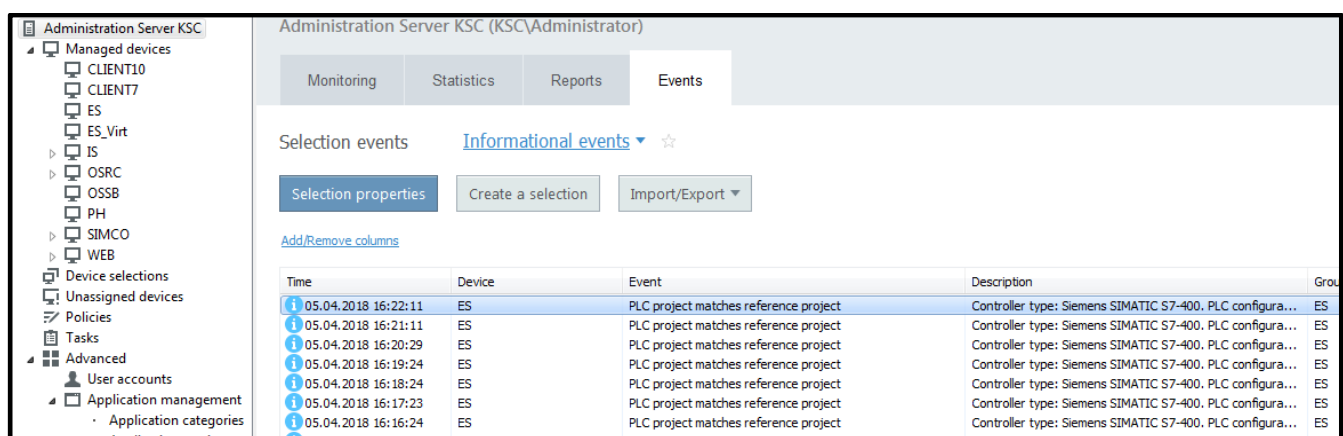 Administration Server KSC
Managed devices
CLIENT10
CLIENT7
ES
ES_Virt
IS
OSRC
OSSB
PH
SIMCO
WEB
Device selections
Unassigned devices
Policies
Tasks
Advanced
User accounts
Application management
Application categories
Administration Server KSC (KSC\Administrator)
Monitoring Statistics Reports Events
Selection events Informational events
Selection properties Create a selection Import/Export
Add/Remove columns
Time Device Event Description Grou
05.04.2018 16:22:11 ES PLC project matches reference project Controller type: Siemens SIMATIC S7-400. PLC configura... ES
05.04.2018 16:21:11 ES PLC project matches reference project Controller type: Siemens SIMATIC S7-400. PLC configura... ES
05.04.2018 16:20:29 ES PLC project matches reference project Controller type: Siemens SIMATIC S7-400. PLC configura... ES
05.04.2018 16:19:24 ES PLC project matches reference project Controller type: Siemens SIMATIC S7-400. PLC configura... ES
05.04.2018 16:18:24 ES PLC project matches reference project Controller type: Siemens SIMATIC S7-400. PLC configura... ES
05.04.2018 16:17:23 ES PLC project matches reference project Controller type: Siemens SIMATIC S7-400. PLC configura... ES
05.04.2018 16:16:24 ES PLC project matches reference project Controller type: Siemens SIMATIC S7-400. PLC configura... ES